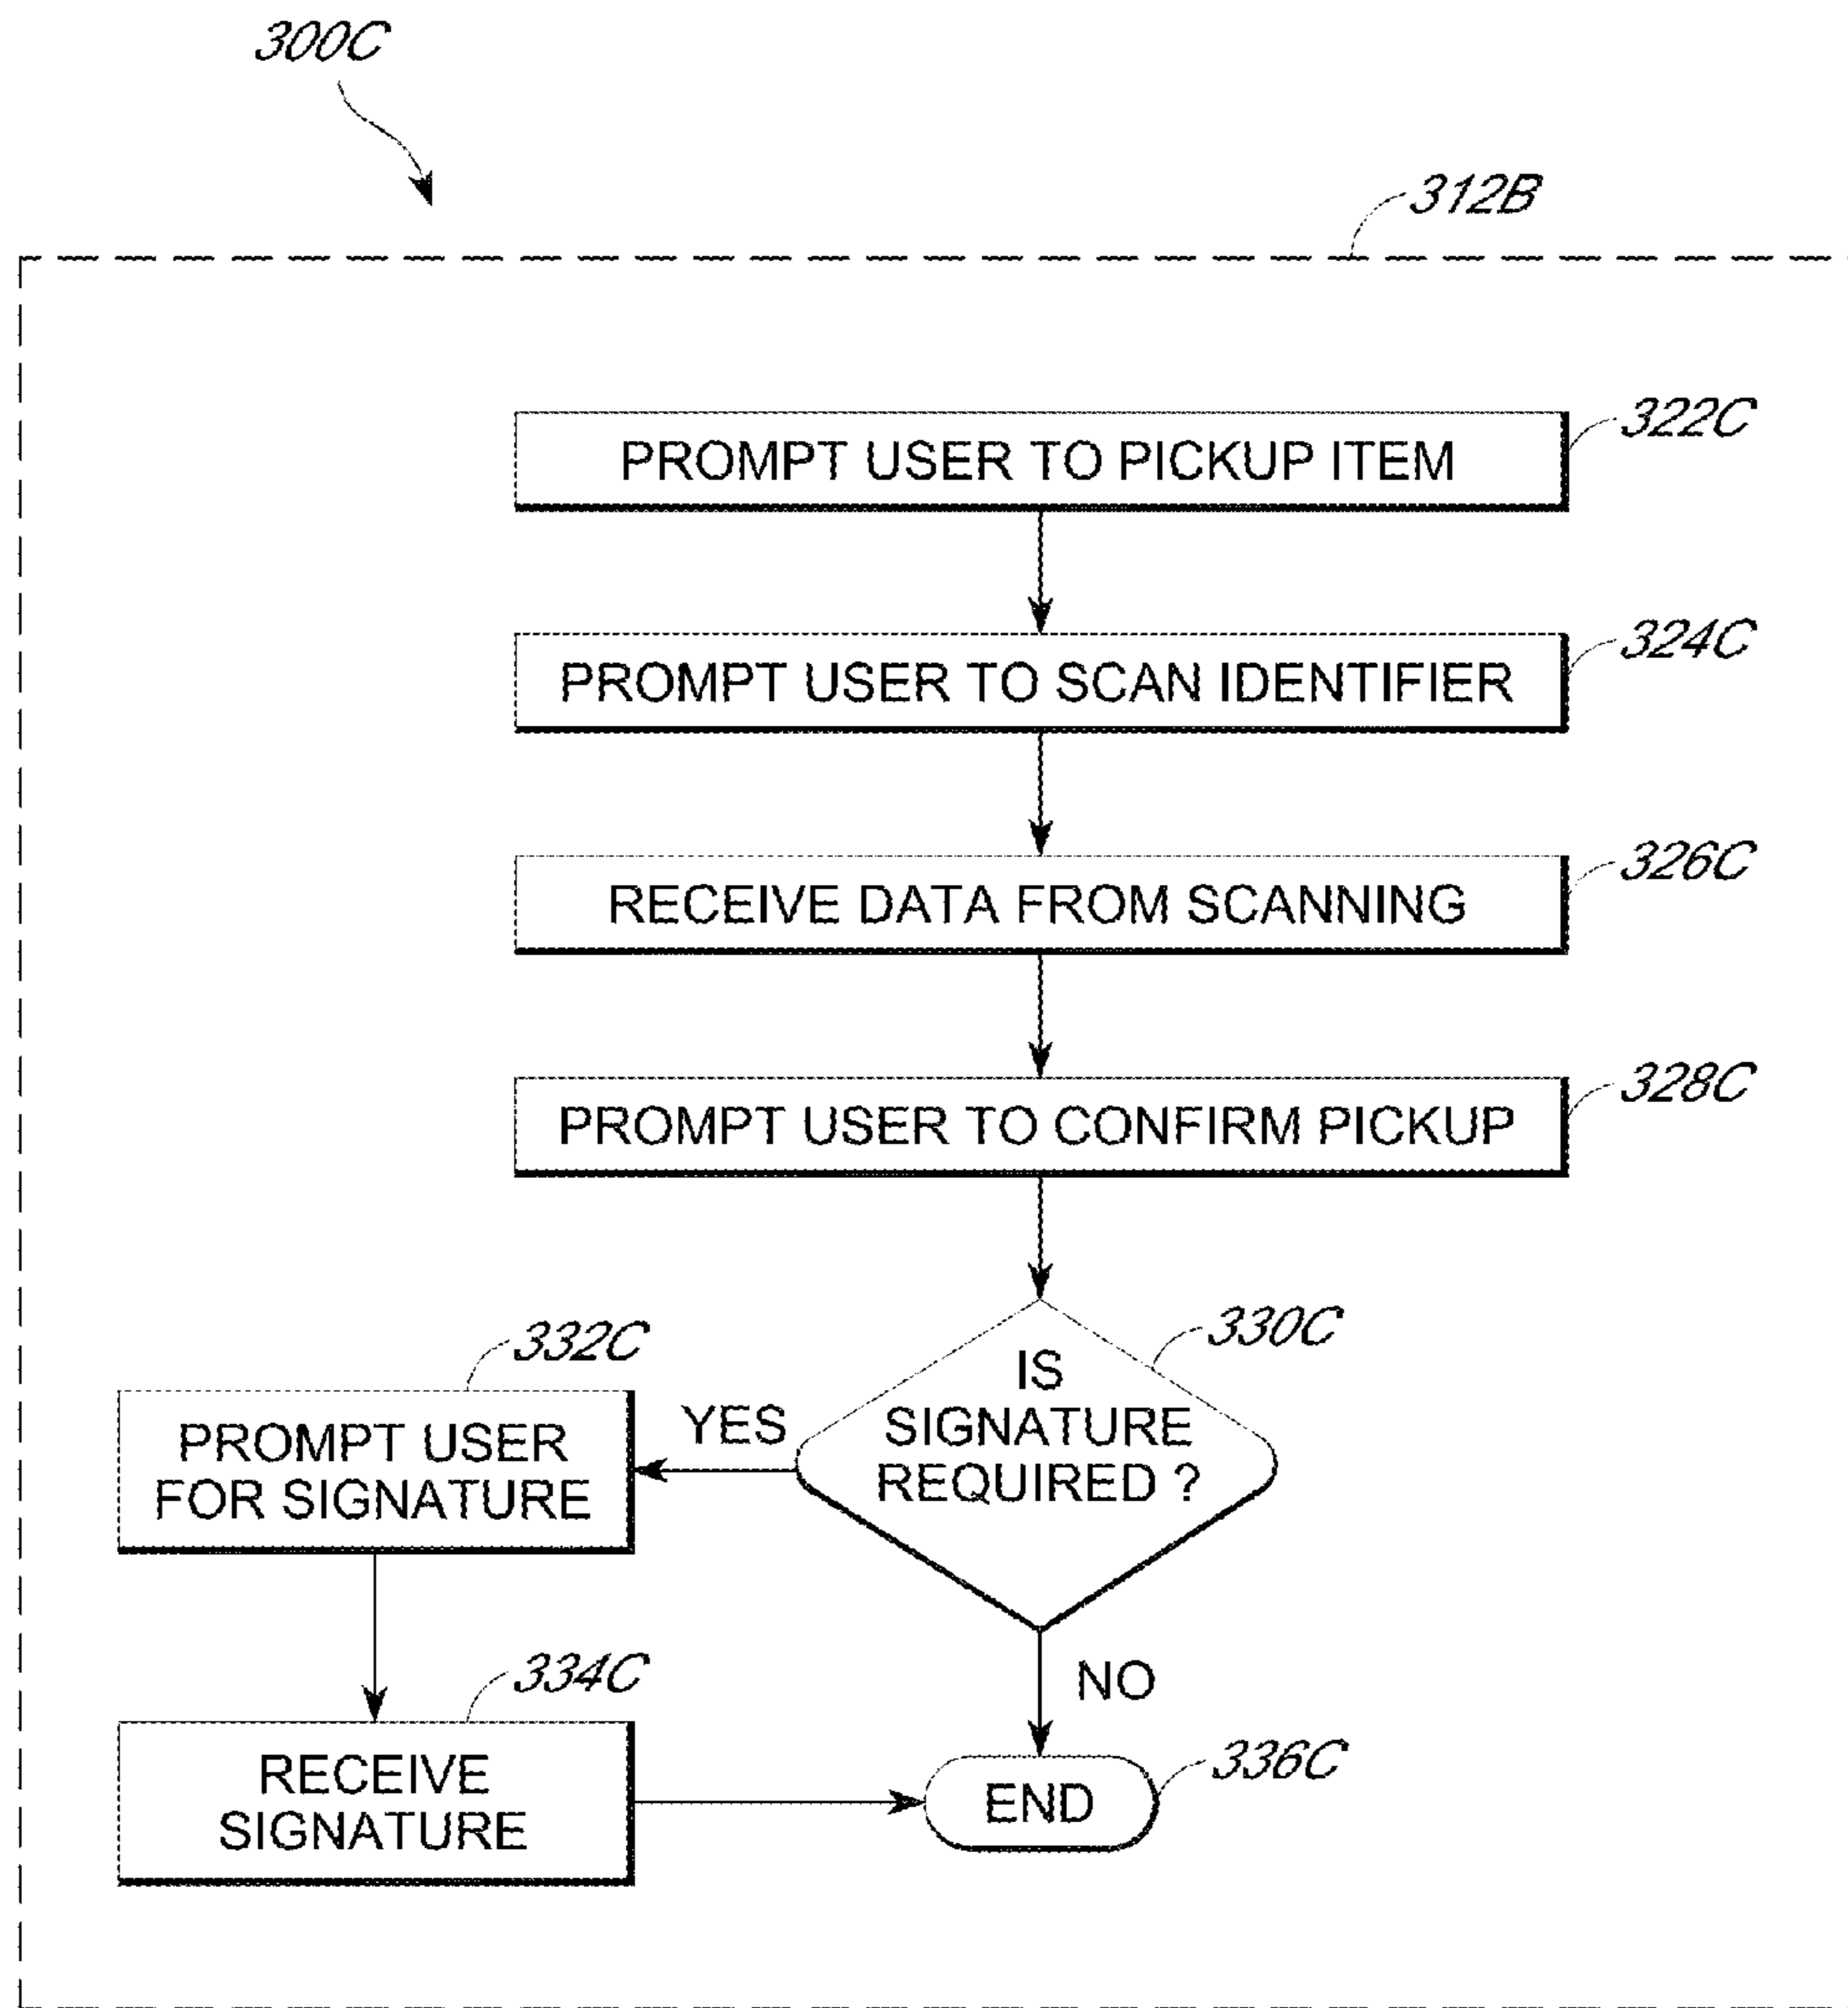 300C
312B
PROMPT USER TO PICKUP ITEM
322C
PROMPT USER TO SCAN IDENTIFIER
324C
RECEIVE DATA FROM SCANNING
326C
PROMPT USER TO CONFIRM PICKUP
328C
330C
IS
SIGNATURE
REQUIRED ?
YES
332C
PROMPT USER
FOR SIGNATURE
NO
334C
RECEIVE
SIGNATURE
END
336C